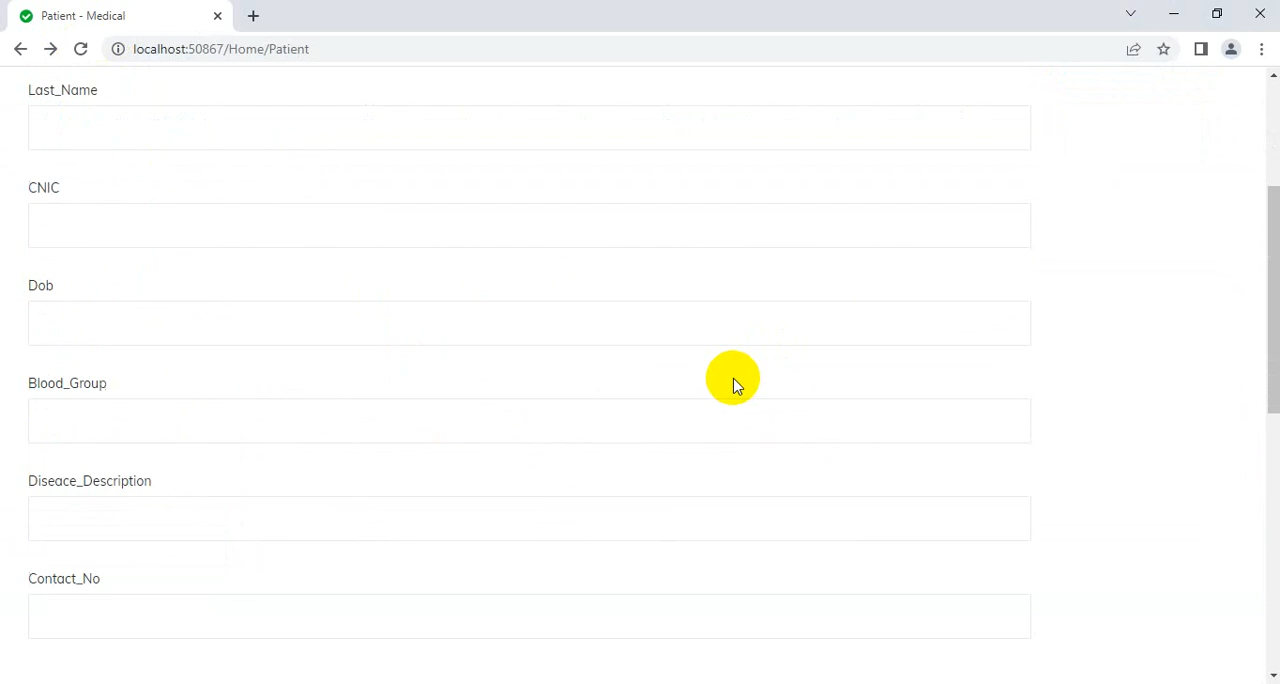 Patient - Medical
localhost:50867/Home/Patient
Last_Name
CNIC
Dob
Blood_Group
Diseace_Description
Contact_No